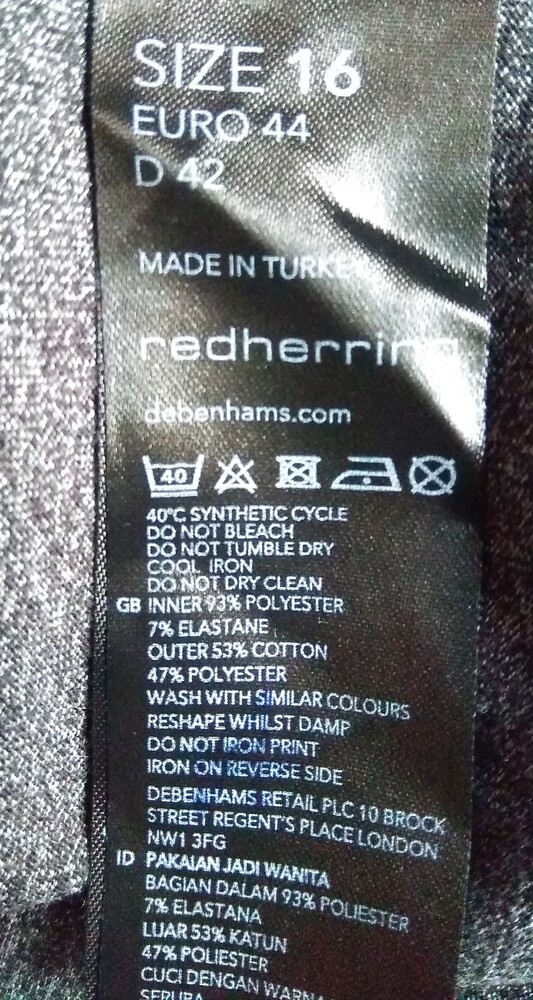 SIZE 16
EURO 44
D 42
MADE IN TURKEY
redherring
debenhams.com
40
40°C SYNTHETIC CYCLE
DO NOT BLEACH
DO NOT TUMBLE DRY
COOL IRON
DO NOT DRY CLEAN
GB INNER 93% POLYESTER
7% ELASTANE
OUTER 53% COTTON
47% POLYESTER
WASH WITH SIMILAR COLOURS
RESHAPE WHILST DAMP
DO NOT IRON PRINT
IRON ON REVERSE SIDE
DEBENHAMS RETAIL PLC 10 BROCK
STREET REGENT'S PLACE LONDON
NW1 3FG
ID PAKAIAN JADI WANITA
BAGIAN DALAM 93% POLIESTER
7% ELASTANA
LUAR 53% KATUN
47% POLIESTER
CUCI DENGAN WARNA
SERUPA